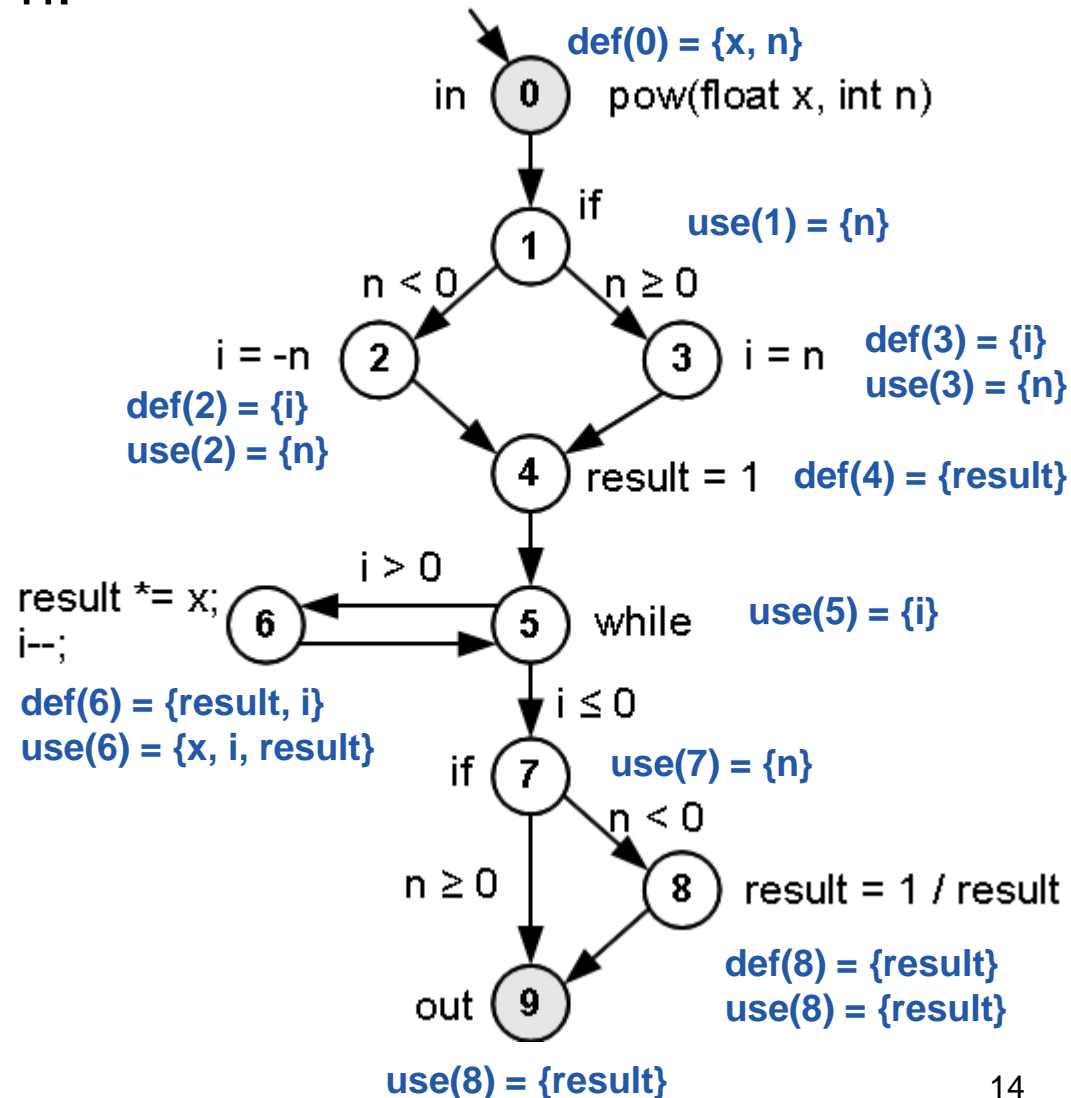 def(0) = {x, n}
in 0 pow(float x, int n)
if
use(1) = {n}
1
n < 0 n ≥ 0
i = -n 2 3 i = n
def(3) = {i}
use(3) = {n}
def(2) = {i}
use(2) = {n}
4 result = 1 def(4) = {result}
i > 0
result *= x;
i--;
6 5 while use(5) = {i}
def(6) = {result, i}
use(6) = {x, i, result}
i ≤ 0
if 7 use(7) = {n}
n < 0
n ≥ 0
8 result = 1 / result
def(8) = {result}
use(8) = {result}
out 9
use(8) = {result}
14